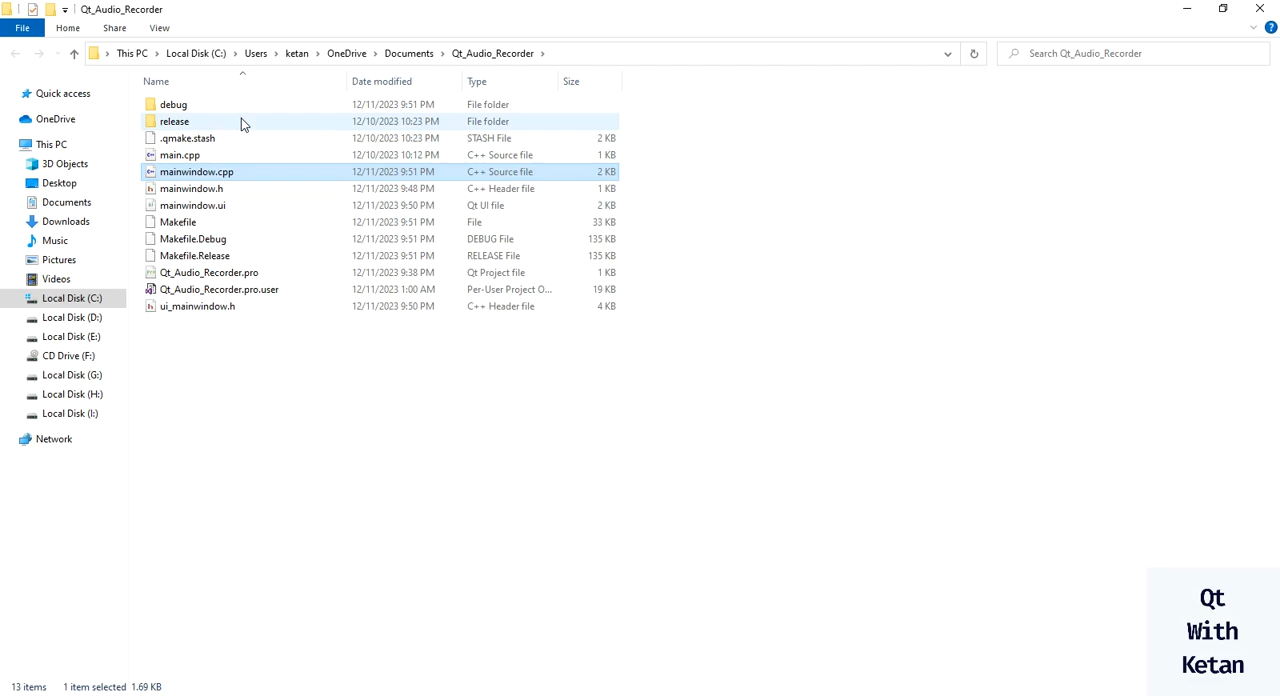 Qt_Audio_Recorder
File Home Share View
This PC Local Disk (C:) Users ketan OneDrive Documents Qt_Audio_Recorder
Search Qt_Audio_Recorder
Name Date modified Type Size
debug 12/11/2023 9:51 PM File folder
release 12/10/2023 10:23 PM File folder
.qmake.stash 12/10/2023 10:23 PM STASH File 2 KB
main.cpp 12/10/2023 10:12 PM C++ Source file 1 KB
mainwindow.cpp 12/11/2023 9:51 PM C++ Source file 2 KB
mainwindow.h 12/11/2023 9:48 PM C++ Header file 1 KB
mainwindow.ui 12/11/2023 9:50 PM Qt UI file 2 KB
Makefile 12/11/2023 9:51 PM File 33 KB
Makefile.Debug 12/11/2023 9:51 PM DEBUG File 135 KB
Makefile.Release 12/11/2023 9:51 PM RELEASE File 135 KB
Qt_Audio_Recorder.pro 12/11/2023 9:38 PM Qt Project file 1 KB
Qt_Audio_Recorder.pro.user 12/11/2023 1:00 AM Per-User Project O... 19 KB
ui_mainwindow.h 12/11/2023 9:50 PM C++ Header file 4 KB
Quick access
OneDrive
This PC
3D Objects
Desktop
Documents
Downloads
Music
Pictures
Videos
Local Disk (C:)
Local Disk (D:)
Local Disk (E:)
CD Drive (F:)
Local Disk (G:)
Local Disk (H:)
Local Disk (I:)
Network
Qt
With
Ketan
13 items 1 item selected 1.69 KB